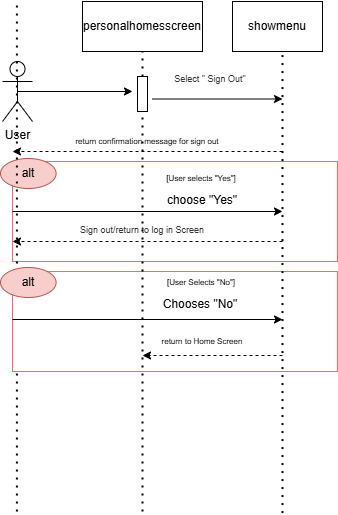 personalhomesscreen
showmenu
Select " Sign Out"
User
return confirmation message for sign out
alt
[User selects "Yes"]
choose "Yes"
Sign out/return to log in Screen
alt
[User Selects "No"]
Chooses "No"
return to Home Screen